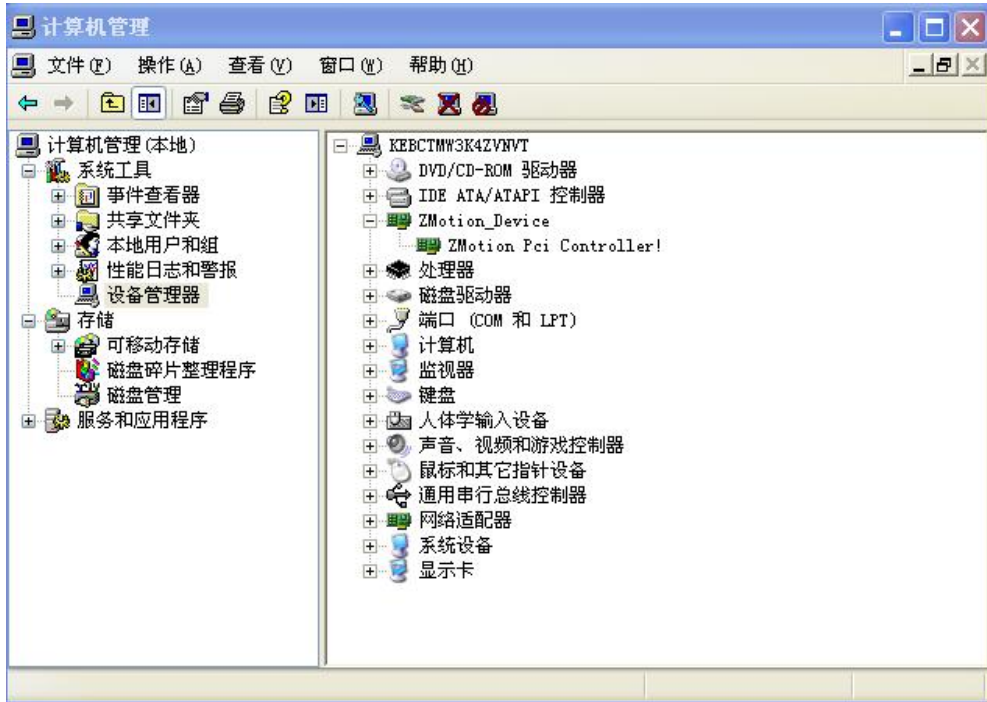 计算机管理
文件(F) 操作(A) 查看(V) 窗口(W) 帮助(H)
计算机管理(本地)
系统工具
事件查看器
共享文件夹
本地用户和组
性能日志和警报
设备管理器
存储
可移动存储
磁盘碎片整理程序
磁盘管理
服务和应用程序
KEBCTMW3K4ZVNVT
DVD/CD-ROM 驱动器
IDE ATA/ATAPI 控制器
ZMotion_Device
ZMotion Pci Controller!
处理器
磁盘驱动器
端口 (COM 和 LPT)
计算机
监视器
键盘
人体学输入设备
声音、视频和游戏控制器
鼠标和其它指针设备
通用串行总线控制器
网络适配器
系统设备
显示卡